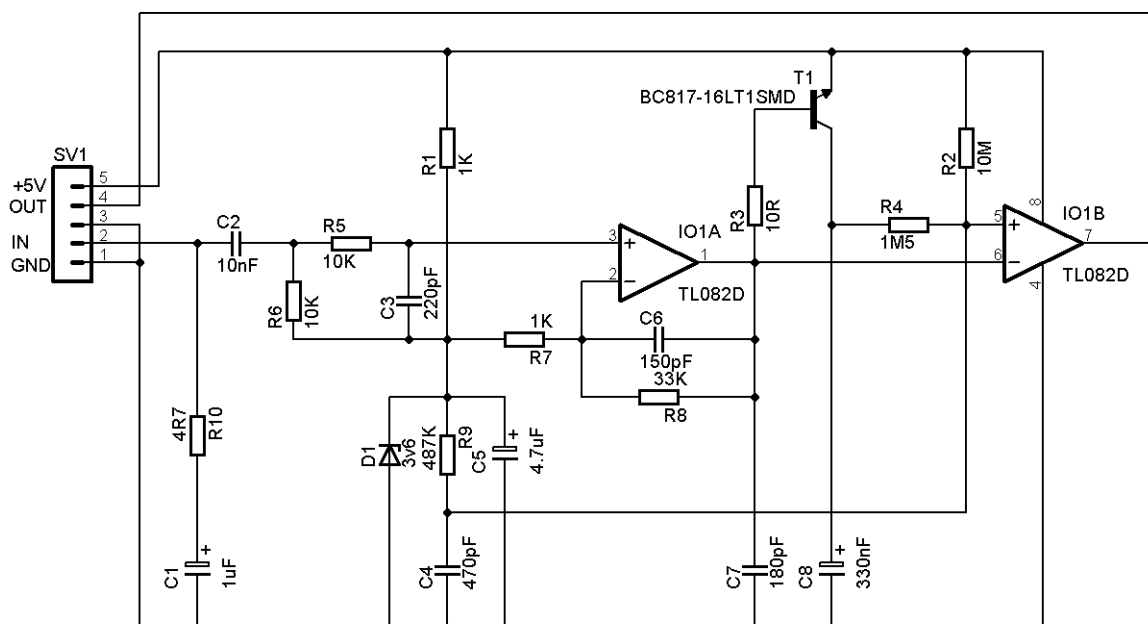 T1
BC817-16LT1SMD
SV1
+5V
OUT
IN
GND
5
4
3
2
1
C2
10nF
R5
10K
R6
10K
C3
220pF
R1
1K
R3
10R
R2
10M
R4
1M5
IO1A
3
2
1
+
−
TL082D
IO1B
8
5
6
7
4
+
−
TL082D
1K
R7
C6
150pF
33K
R8
4R7
R10
D1
3v6
487K
R9
C5
+
4.7uF
C1
+
1uF
C4
470pF
C7
180pF
C8
+
330nF